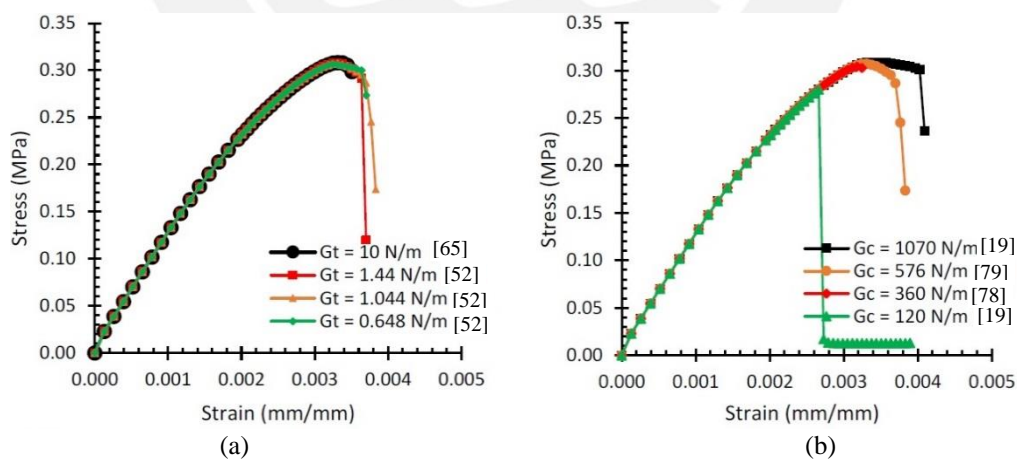 0.35
0.30
0.25
0.20
0.15
0.10
0.05
0.00
Stress (MPa)
0.000 0.001 0.002 0.003 0.004 0.005
Strain (mm/mm)
Gt = 10 N/m [65]
Gt = 1.44 N/m [52]
Gt = 1.044 N/m [52]
Gt = 0.648 N/m [52]
(a)
0.35
0.30
0.25
0.20
0.15
0.10
0.05
0.00
Stress (MPa)
0.000 0.001 0.002 0.003 0.004 0.005
Strain (mm/mm)
Gc = 1070 N/m [19]
Gc = 576 N/m [79]
Gc = 360 N/m [78]
Gc = 120 N/m [19]
(b)